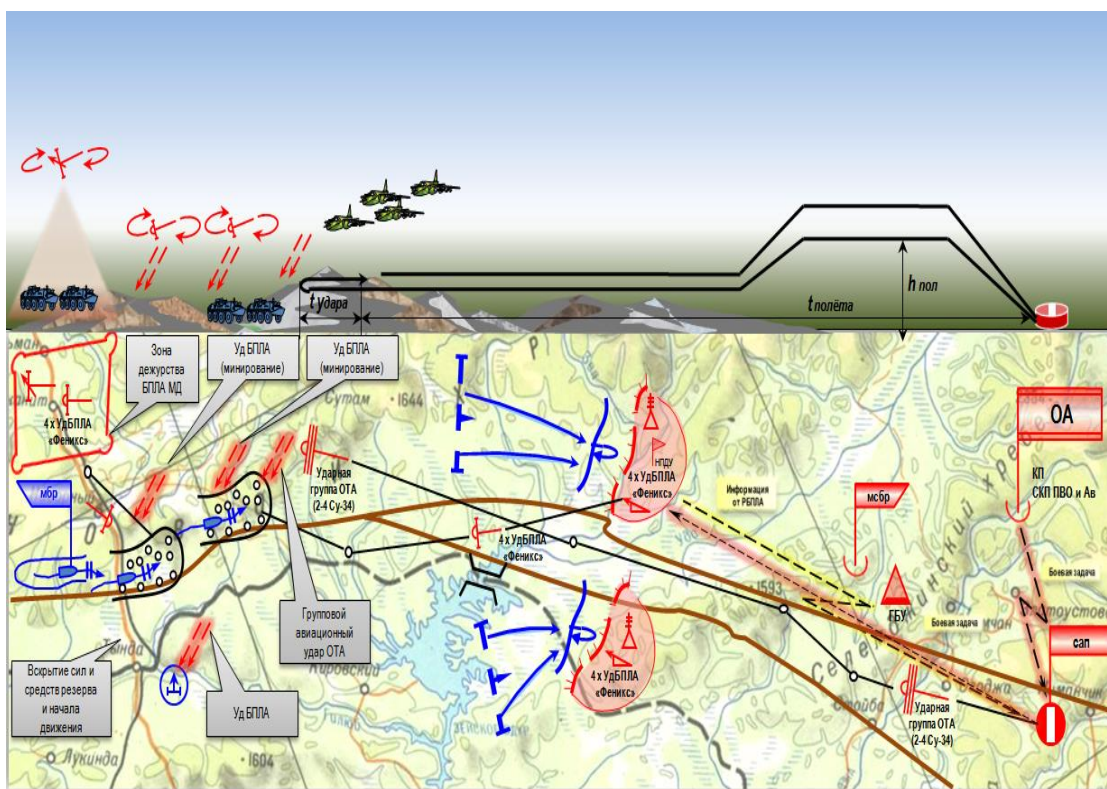 t удара
t полёта
h пол
Зона
дежурства
БПЛА МД
Уд БПЛА
(минирование)
Уд БПЛА
(минирование)
4 х УдБПЛА
«Феникс»
Сутам
1644
Р
мбр
Ударная
группа ОТА
(2-4 Су-34)
НПДУ
4 х УдБПЛА
«Феникс»
Информация
от РБПЛА
мсбр
ОА
КП
СКП ПВО и Ав
4 х УдБПЛА
«Феникс»
1593
ГБУ
Боевая задача
Боевая задача
сап
Групповой
авиационный
удар ОТА
Вскрытие сил и
средств резерва
и начала
движения
Уд БПЛА
4 х УдБПЛА
«Феникс»
Ударная
группа ОТА
(2-4 Су-34)
Кировский
Лукинда
1604